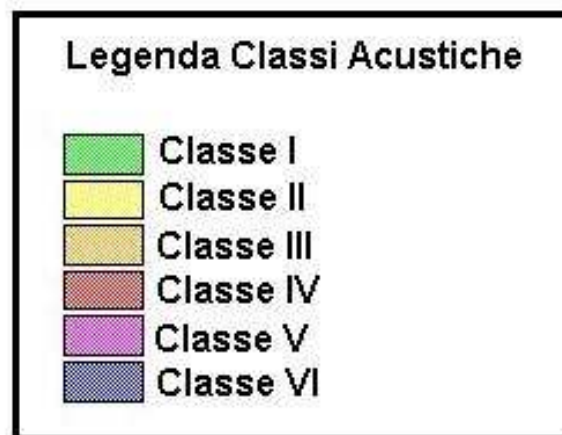 Legenda Classi Acustiche
Classe I
Classe II
Classe III
Classe IV
Classe V
Classe VI